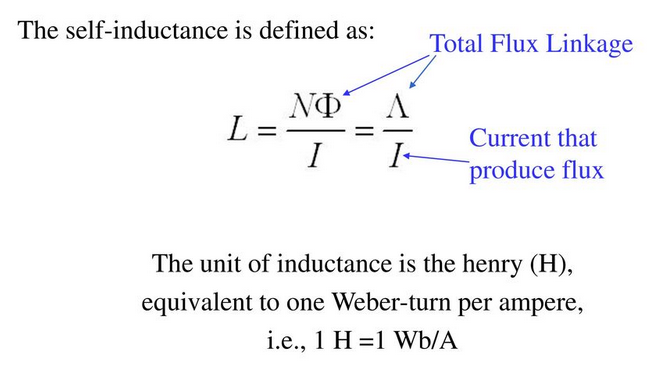 The self-inductance is defined as:
Total Flux Linkage
L = NΦ/I = Λ/I
Current that
produce flux
The unit of inductance is the henry (H),
equivalent to one Weber-turn per ampere,
i.e., 1 H =1 Wb/A